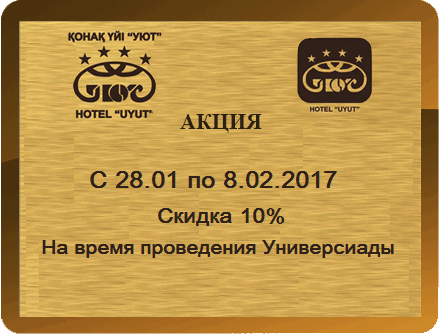 ҚОНАҚ ҮЙІ "УЮТ"
HOTEL "UYUT"
HOTEL "UYUT"
АКЦИЯ
С 28.01 по 8.02.2017
Скидка 10%
На время проведения Универсиады